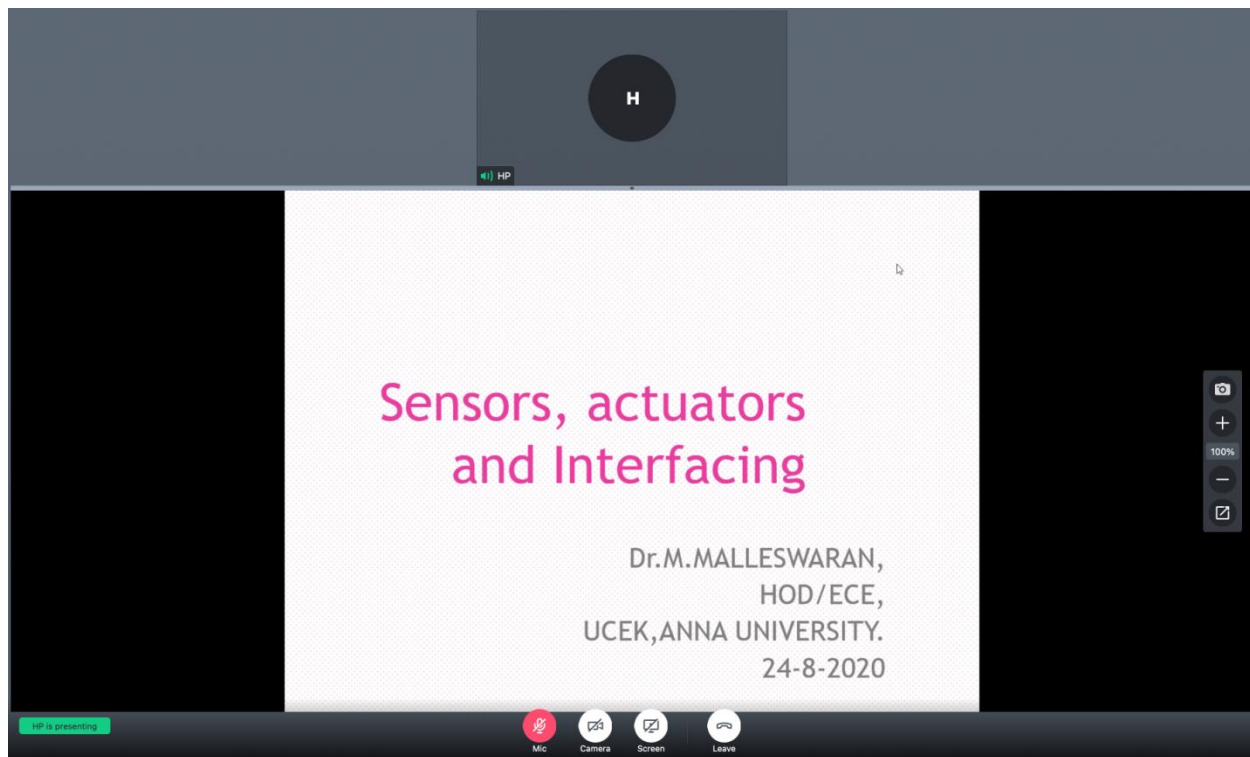 H
HP
Sensors, actuators
and Interfacing
Dr.M.MALLESWARAN,
HOD/ECE,
UCEK,ANNA UNIVERSITY.
24-8-2020
100%
HP is presenting
Mic
Camera
Screen
Leave